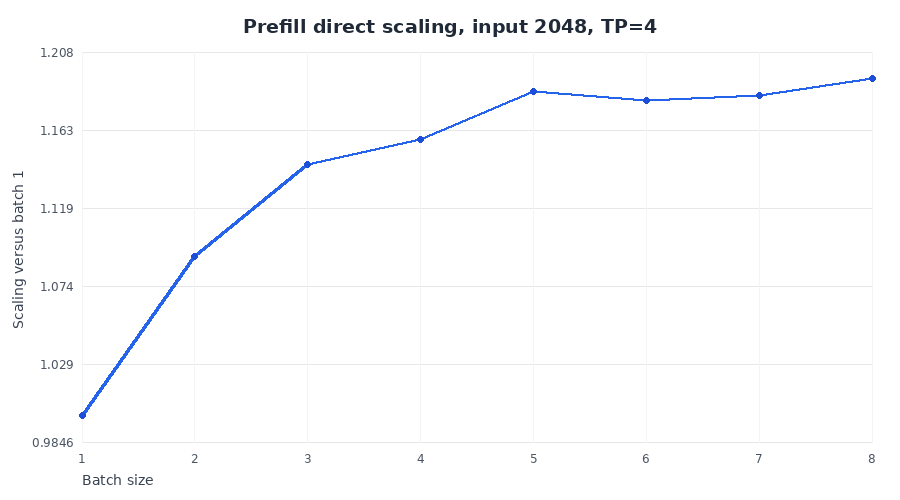 Prefill direct scaling, input 2048, TP=4
1.208
1.163
1.119
1.074
1.029
0.9846
Scaling versus batch 1
1 2 3 4 5 6 7 8
Batch size